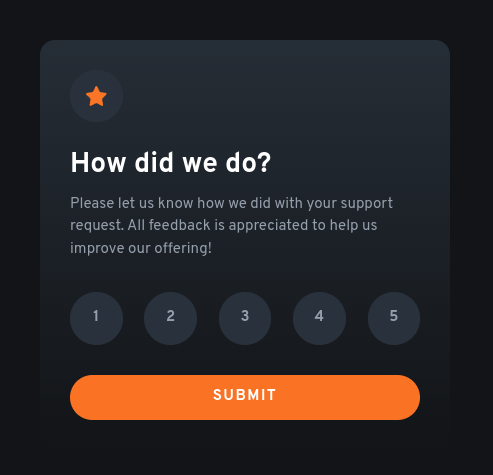 How did we do?
Please let us know how we did with your support
request. All feedback is appreciated to help us
improve our offering!
1 2 3 4 5
SUBMIT